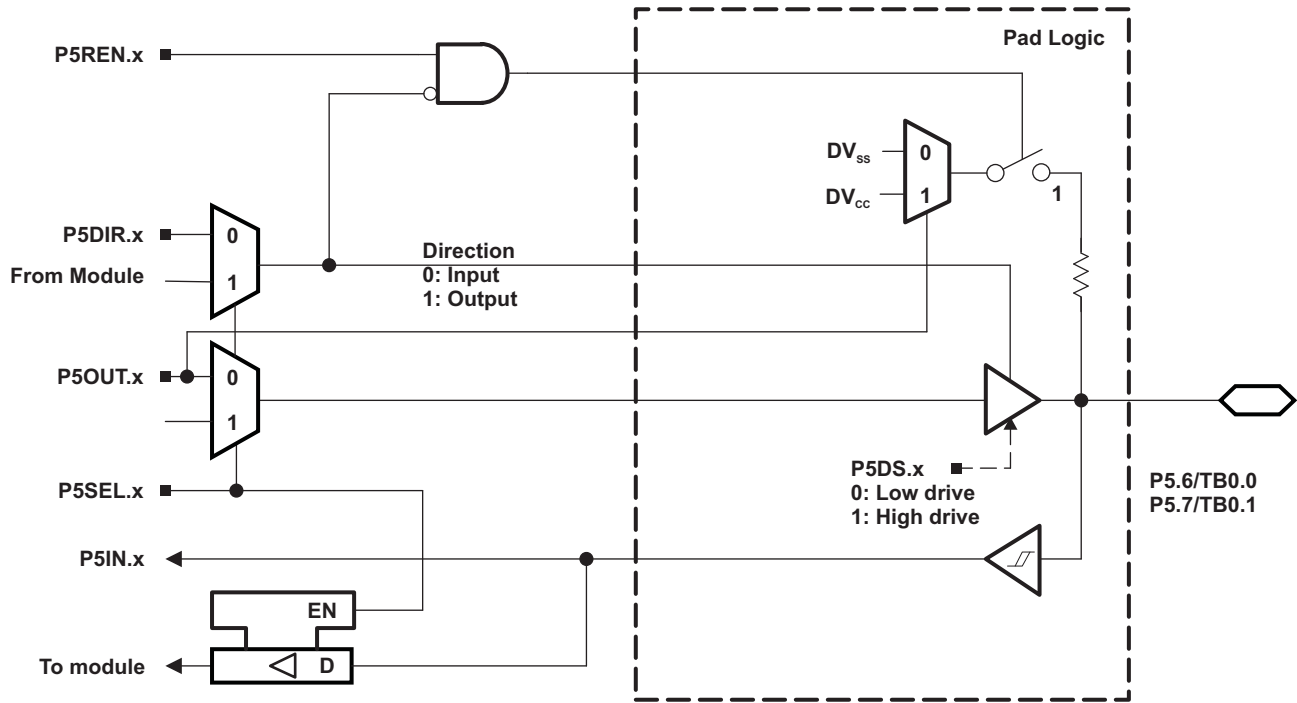 Pad Logic
P5REN.x
DVSS
0
DVCC
1
1
P5DIR.x
0
From Module
1
Direction
0: Input
1: Output
P5OUT.x
0
1
P5DS.x
0: Low drive
1: High drive
P5.6/TB0.0
P5.7/TB0.1
P5SEL.x
P5IN.x
EN
To module
D